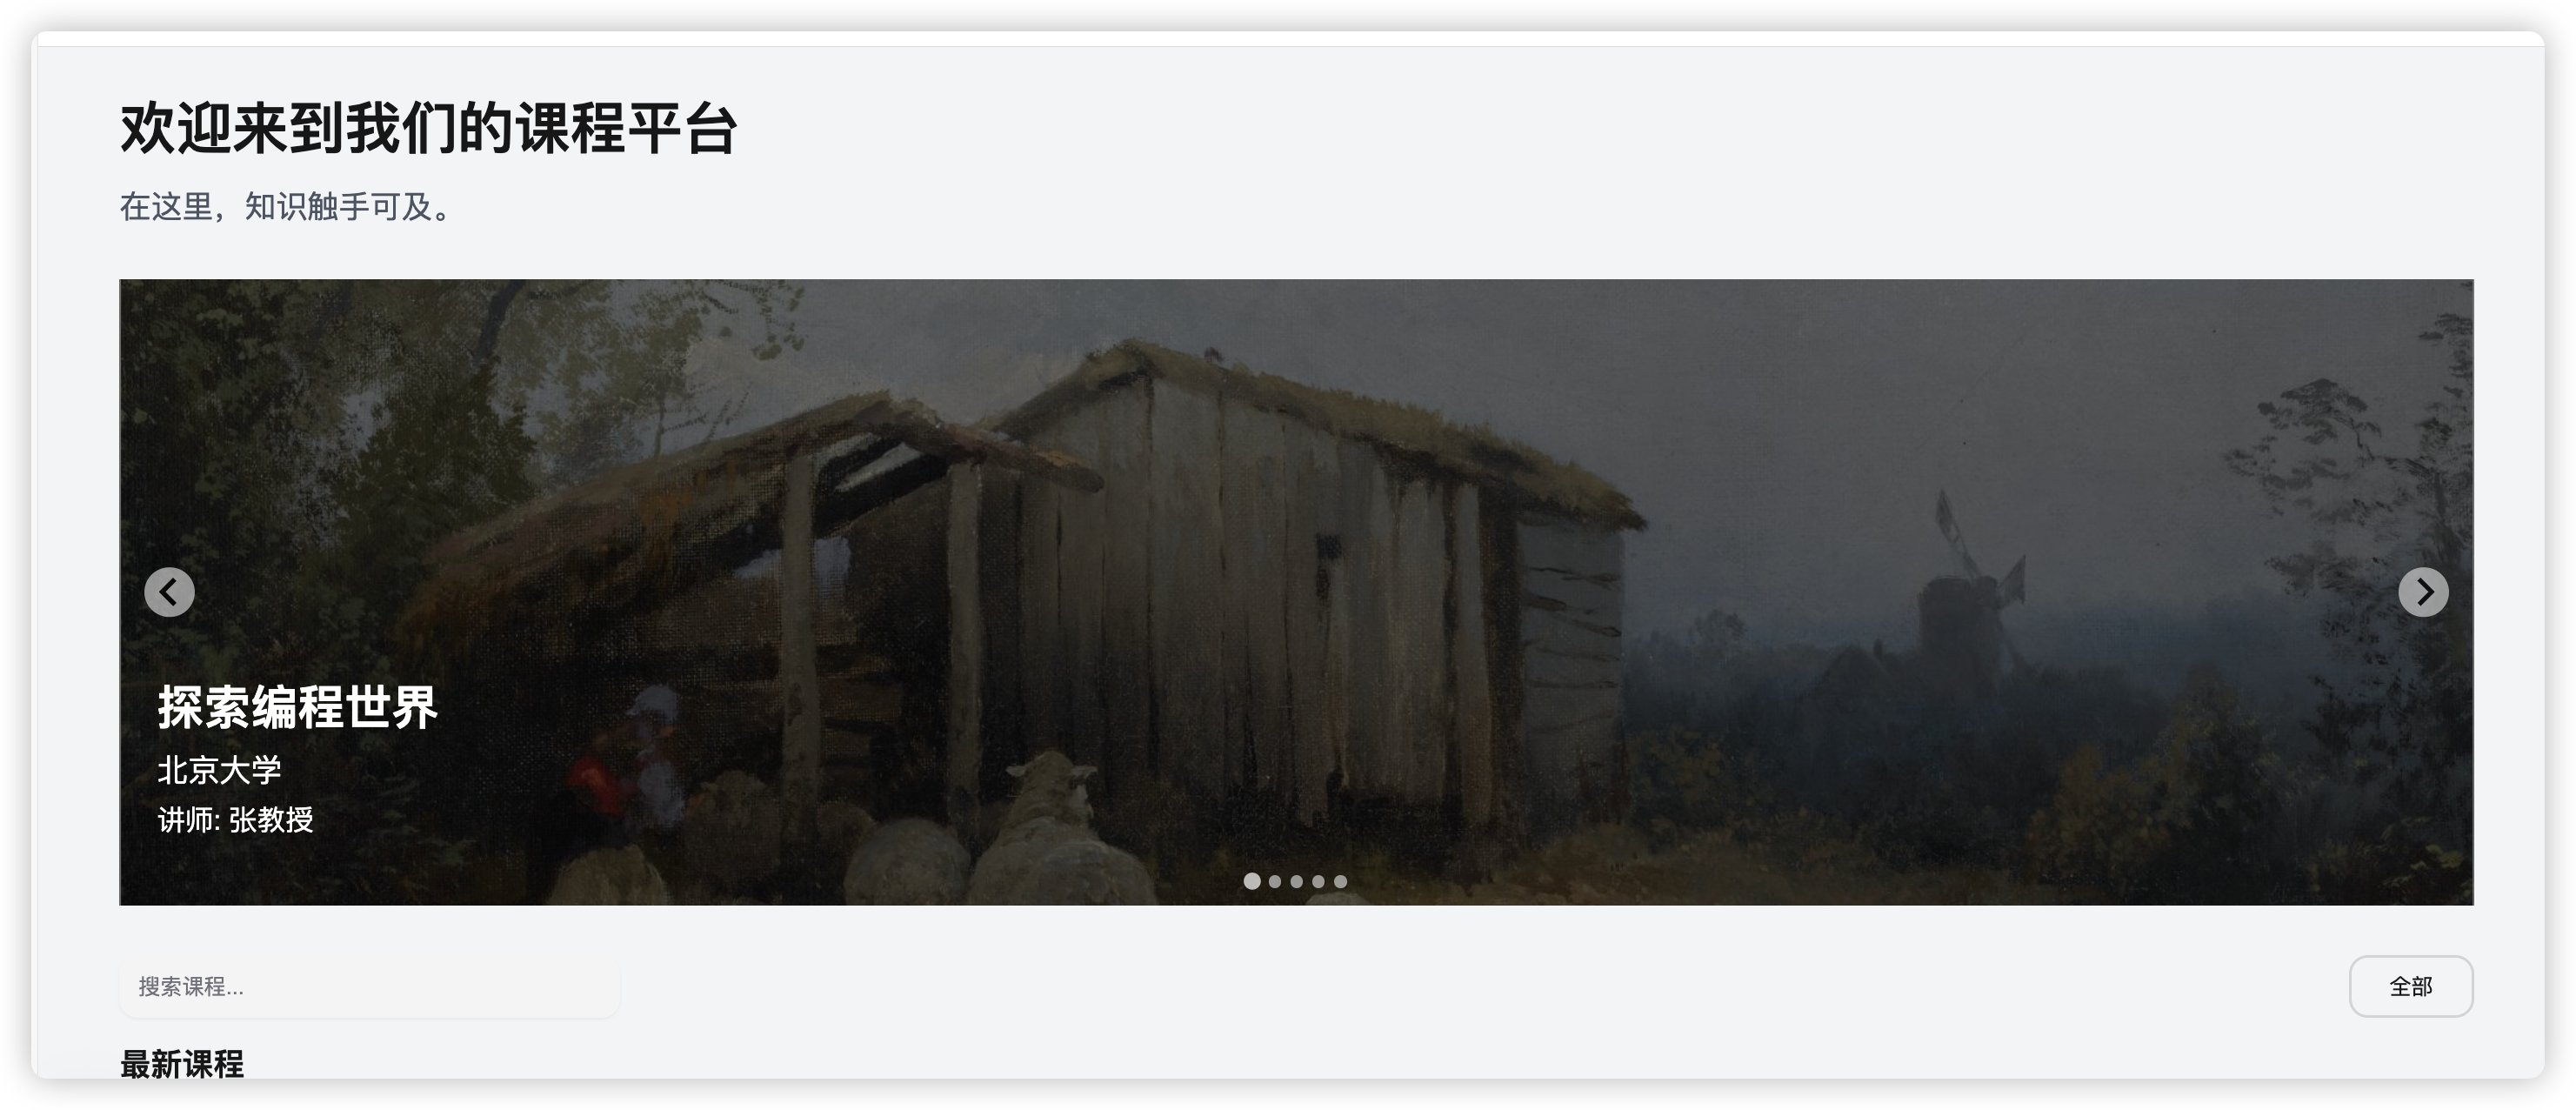 欢迎来到我们的课程平台
在这里，知识触手可及。
探索编程世界
北京大学
讲师: 张教授
搜索课程...
全部
最新课程